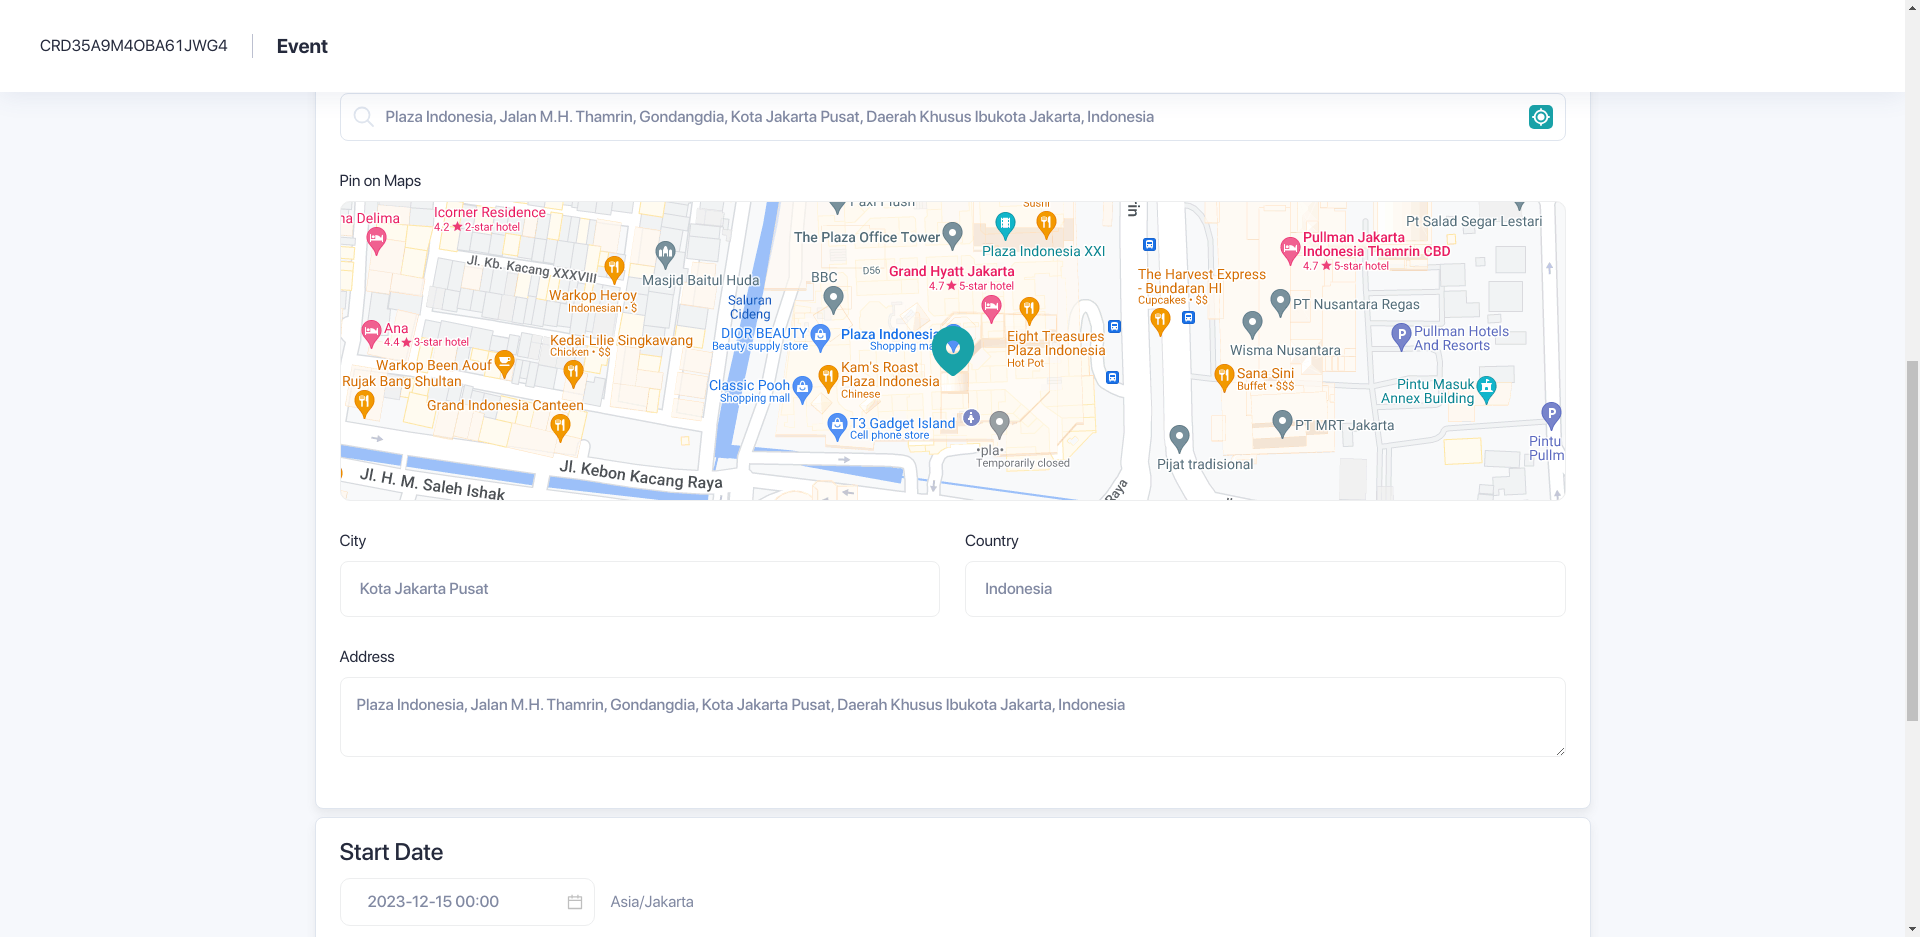 CRD35A9M4OBA61JWG4
Event
Plaza Indonesia, Jalan M.H. Thamrin, Gondangdia, Kota Jakarta Pusat, Daerah Khusus Ibukota Jakarta, Indonesia
Pin on Maps
Delima
Icorner Residence
4.2 ★ 2-star hotel
Jl. Kb. Kacang XXXVIII
Masjid Baitul Huda
Warkop Heroy
Indonesian • $
Ana
4.4 ★ 3-star hotel
Kedai Lilie Singkawang
Chicken • $$
Warkop Been Aouf
Rujak Bang Shultan
Grand Indonesia Canteen
Jl. H. M. Saleh Ishak
Jl. Kebon Kacang Raya
The Plaza Office Tower
Sushi
Plaza Indonesia XXI
BBC
D56
Grand Hyatt Jakarta
4.7 ★ 5-star hotel
Saluran
Cideng
DIOR BEAUTY
Beauty supply store
Plaza Indonesia
Shopping
Eight Treasures
Plaza Indonesia
Hot Pot
Kam's Roast
Plaza Indonesia
Chinese
Classic Pooh
Shopping mall
T3 Gadget Island
Cell phone store
•pla•
Temporarily closed
Raya
Pt Salad Segar Lestari
Pullman Jakarta
Indonesia Thamrin CBD
4.7 ★ 5-star hotel
The Harvest Express
- Bundaran HI
Cupcakes • $$
PT Nusantara Regas
Wisma Nusantara
Pullman Hotels
And Resorts
Sana Sini
Buffet • $$$
Pintu Masuk
Annex Building
PT MRT Jakarta
Pijat tradisional
Pintu
Pullm
City
Country
Kota Jakarta Pusat
Indonesia
Address
Plaza Indonesia, Jalan M.H. Thamrin, Gondangdia, Kota Jakarta Pusat, Daerah Khusus Ibukota Jakarta, Indonesia
Start Date
2023-12-15 00:00
Asia/Jakarta